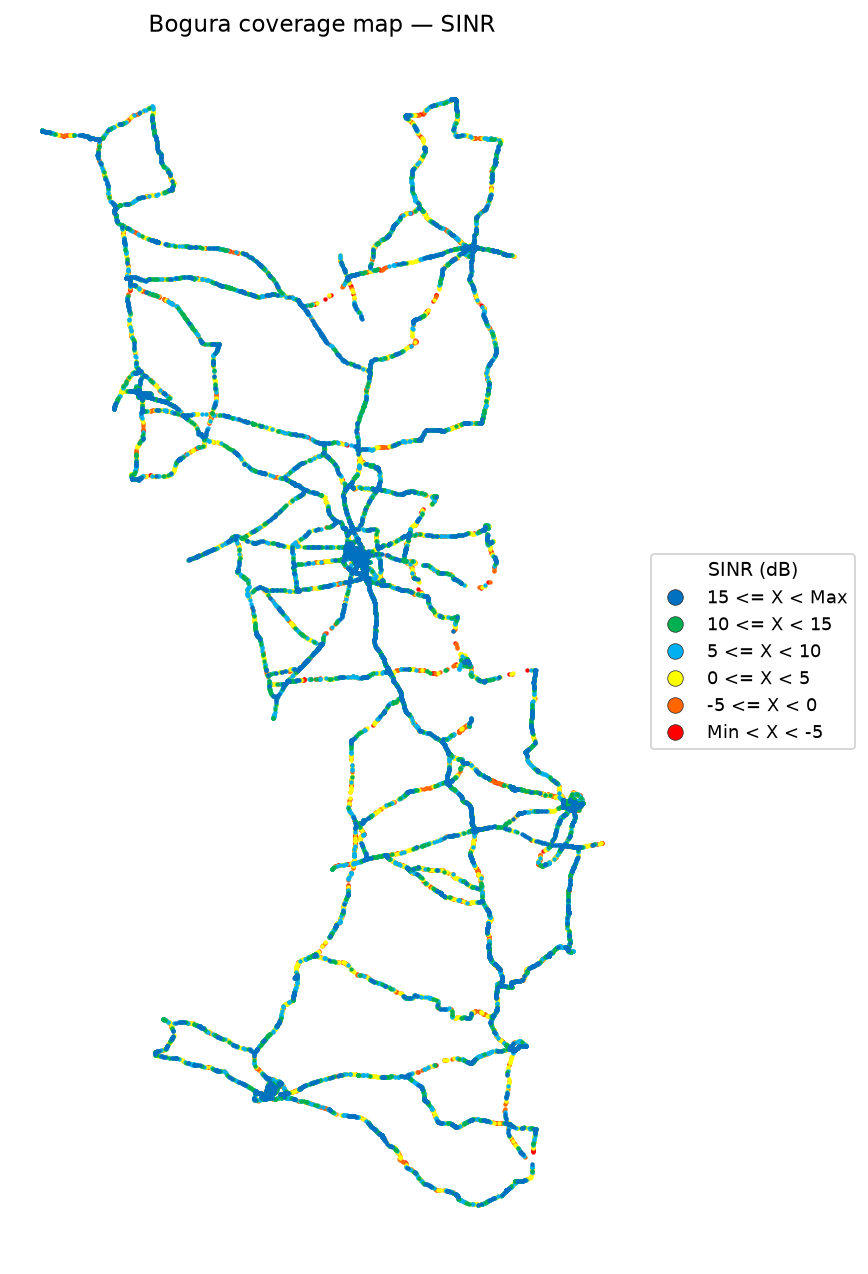 Bogura coverage map — SINR
SINR (dB)
15 <= X < Max
10 <= X < 15
5 <= X < 10
0 <= X < 5
-5 <= X < 0
Min < X < -5